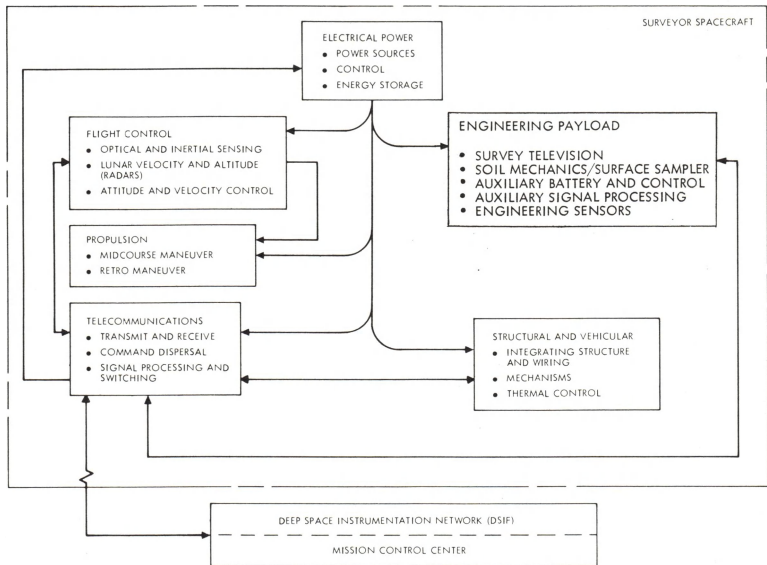 SURVEYOR SPACECRAFT
ELECTRICAL POWER
• POWER SOURCES
• CONTROL
• ENERGY STORAGE
FLIGHT CONTROL
• OPTICAL AND INERTIAL SENSING
• LUNAR VELOCITY AND ALTITUDE
(RADARS)
• ATTITUDE AND VELOCITY CONTROL
ENGINEERING PAYLOAD
• SURVEY TELEVISION
• SOIL MECHANICS/SURFACE SAMPLER
• AUXILIARY BATTERY AND CONTROL
• AUXILIARY SIGNAL PROCESSING
• ENGINEERING SENSORS
PROPULSION
• MIDCOURSE MANEUVER
• RETRO MANEUVER
TELECOMMUNICATIONS
• TRANSMIT AND RECEIVE
• COMMAND DISPERSAL
• SIGNAL PROCESSING AND
SWITCHING
STRUCTURAL AND VEHICULAR
• INTEGRATING STRUCTURE
AND WIRING
• MECHANISMS
• THERMAL CONTROL
DEEP SPACE INSTRUMENTATION NETWORK (DSIF)
MISSION CONTROL CENTER